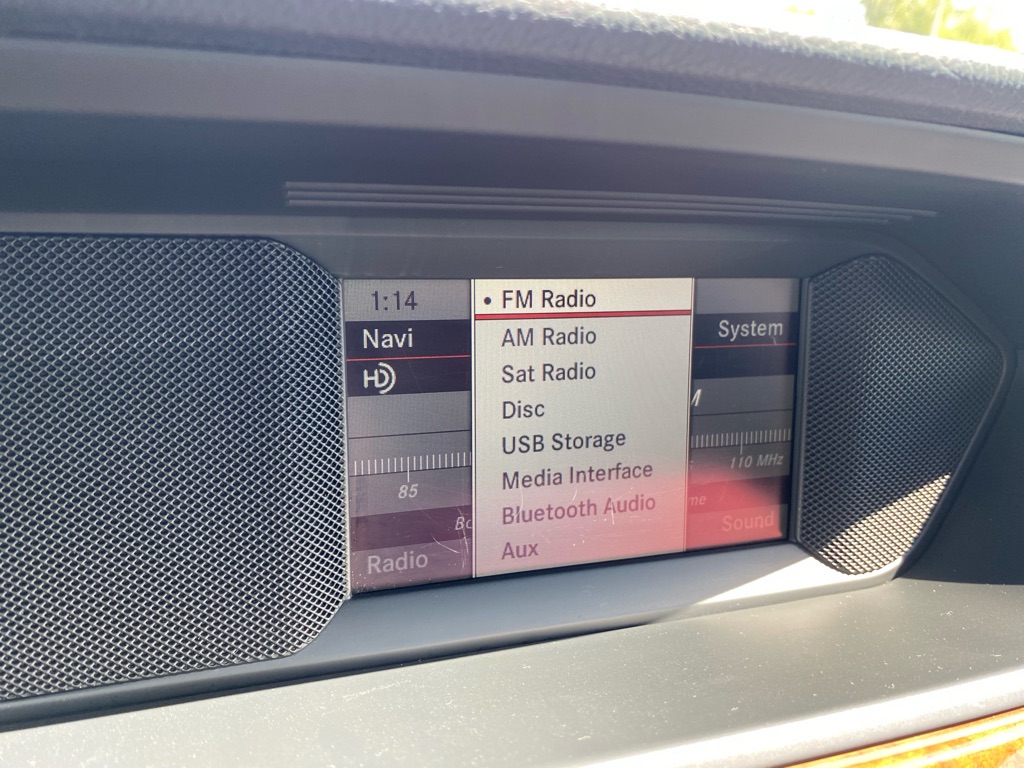 1:14
Navi
HD
85
Radio
• FM Radio
AM Radio
Sat Radio
Disc
USB Storage
Media Interface
Bluetooth Audio
Aux
System
110 MHz
Sound